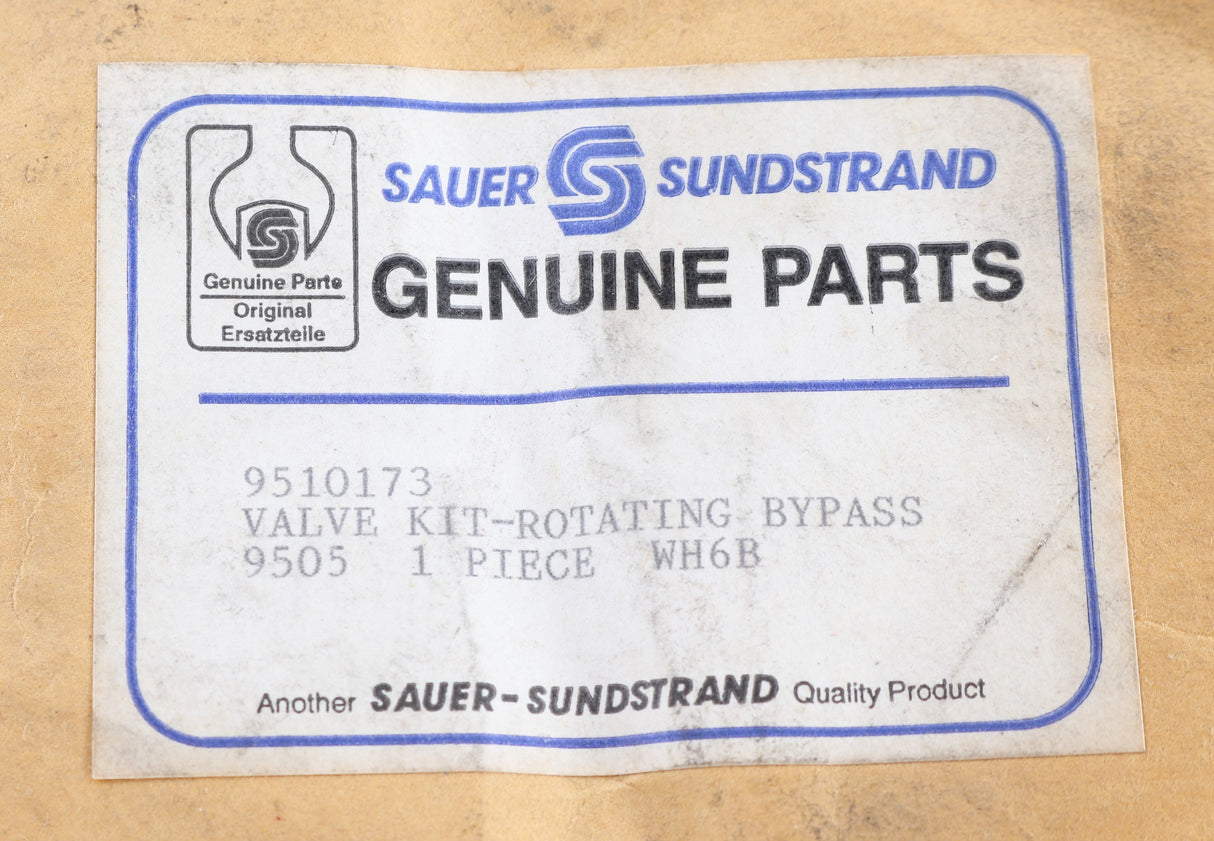 SAUER SUNDSTRAND
GENUINE PARTS
Genuine Parts
Original
Ersatzteile
9510173
VALVE KIT-ROTATING BYPASS
9505 1 PIECE WH6B
Another SAUER-SUNDSTRAND Quality Product